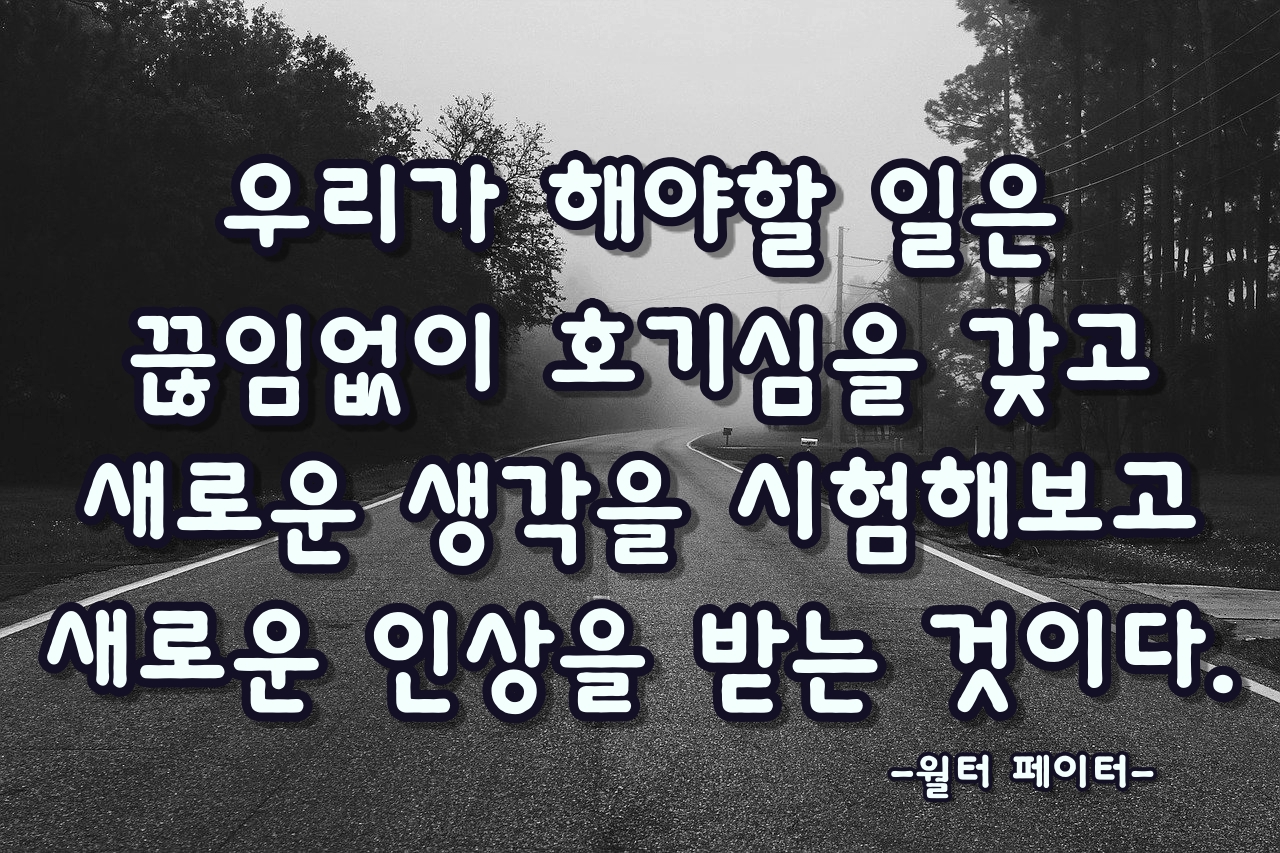 우리가 해야할 일은
끊임없이 호기심을 갖고
새로운 생각을 시험해보고
새로운 인상을 받는 것이다.
-월터 페이터-